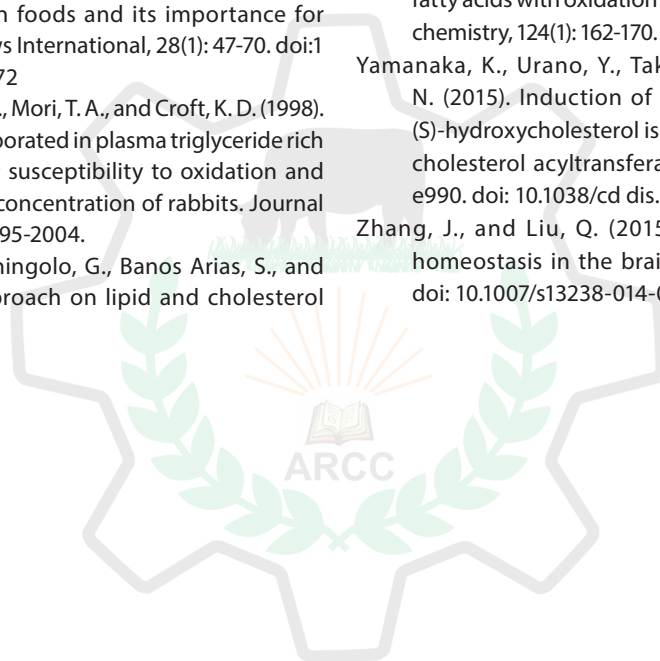 n foods and its importance for
s International, 28(1): 47-70. doi:1
72
., Mori, T. A., and Croft, K. D. (1998).
porated in plasma triglyceride rich
susceptibility to oxidation and
concentration of rabbits. Journal
95-2004.
ningolo, G., Banos Arias, S., and
proach on lipid and cholesterol
fatty acids with oxidation
chemistry, 124(1): 162-170.
Yamanaka, K., Urano, Y., Tak
N. (2015). Induction of
(S)-hydroxycholesterol is
cholesterol acyltransfera
e990. doi: 10.1038/cd dis.
Zhang, J., and Liu, Q. (2015
homeostasis in the brai
doi: 10.1007/s13238-014-0
ARCC